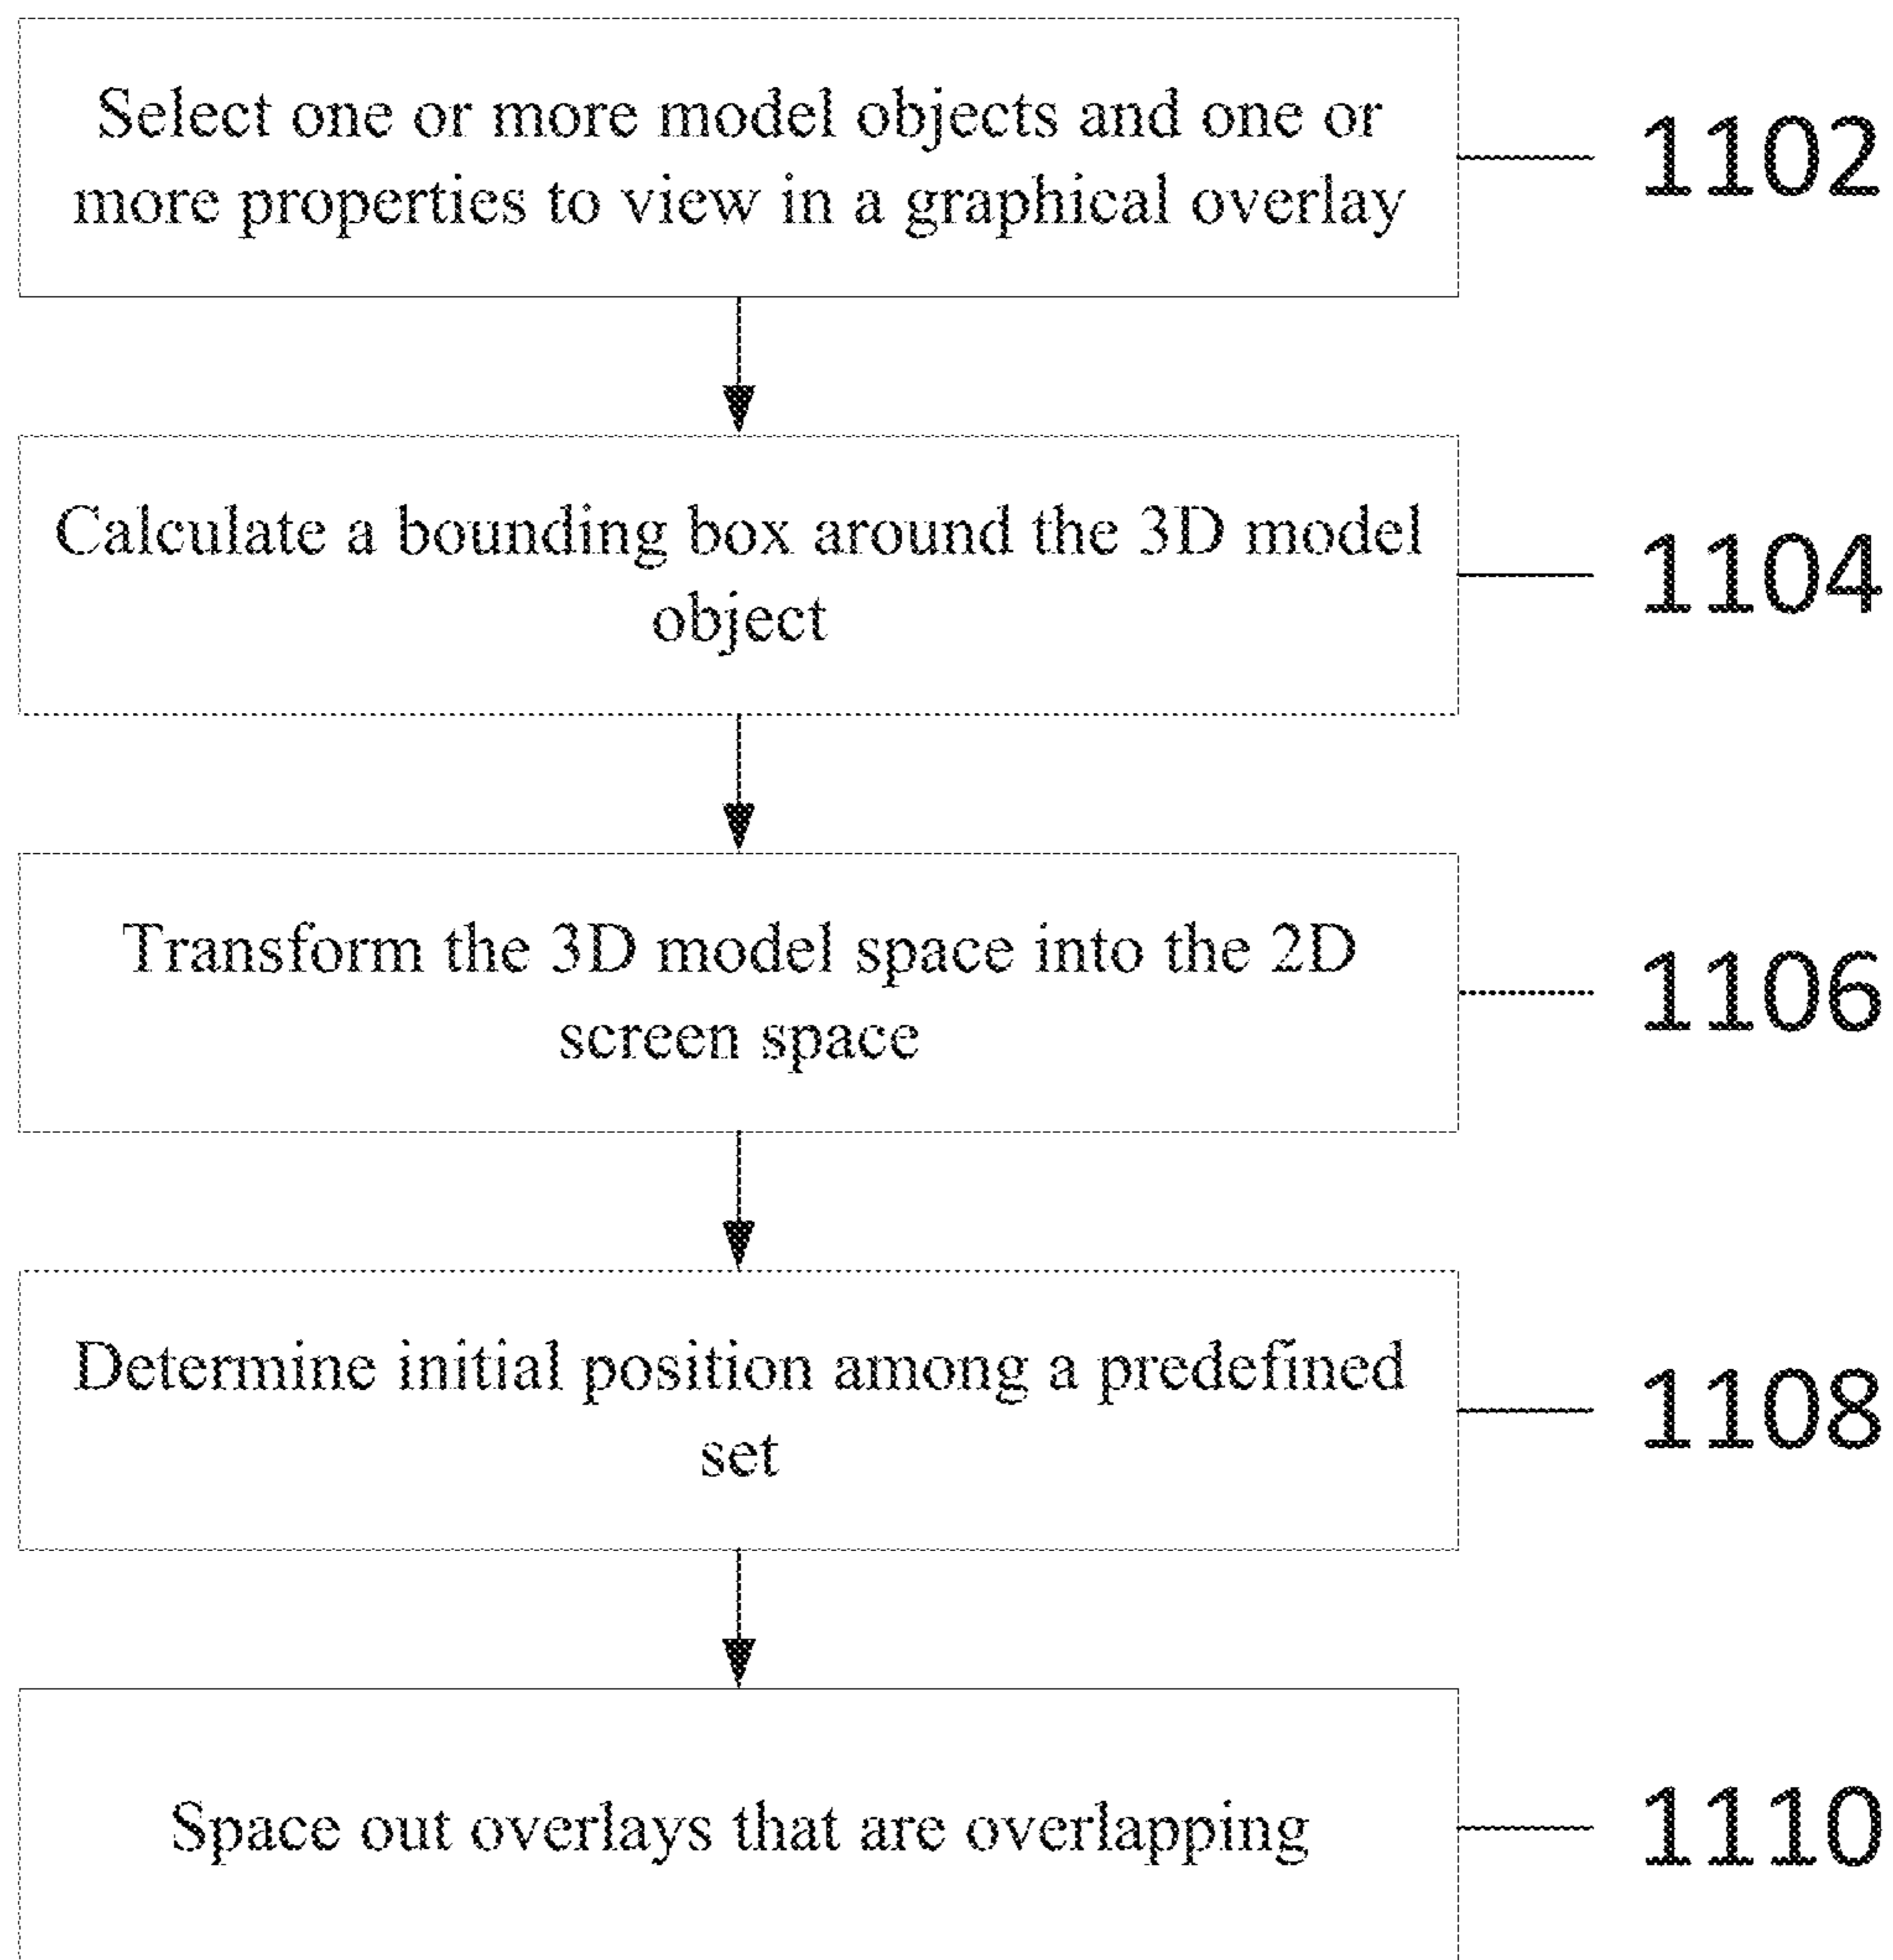 Select one or more model objects and one or
more properties to view in a graphical overlay
1102
Calculate a bounding box around the 3D model
object
1104
Transform the 3D model space into the 2D
screen space
1106
Determine initial position among a predefined
set
1108
Space out overlays that are overlapping
1110